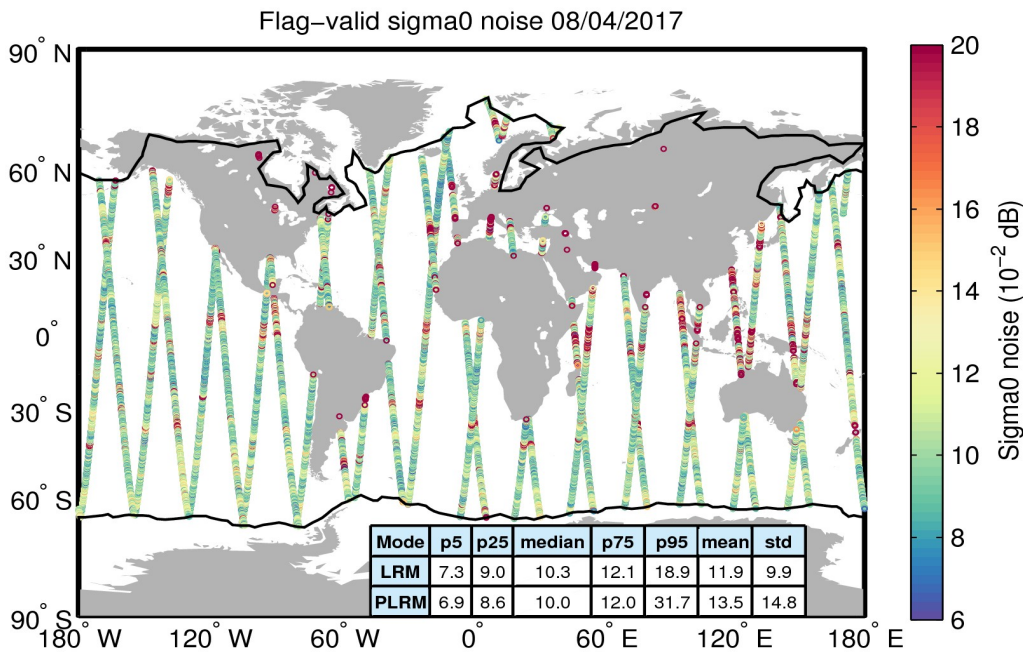 Flag−valid sigma0 noise 08/04/2017
90° N
60° N
30° N
0°
30° S
60° S
90° S
180° W
120° W
60° W
0°
60° E
120° E
180° E
Mode p5 p25 median p75 p95 mean std
LRM 7.3 9.0 10.3 12.1 18.9 11.9 9.9
PLRM 6.9 8.6 10.0 12.0 31.7 13.5 14.8
20
18
16
14
12
10
8
6
Sigma0 noise (10⁻² dB)